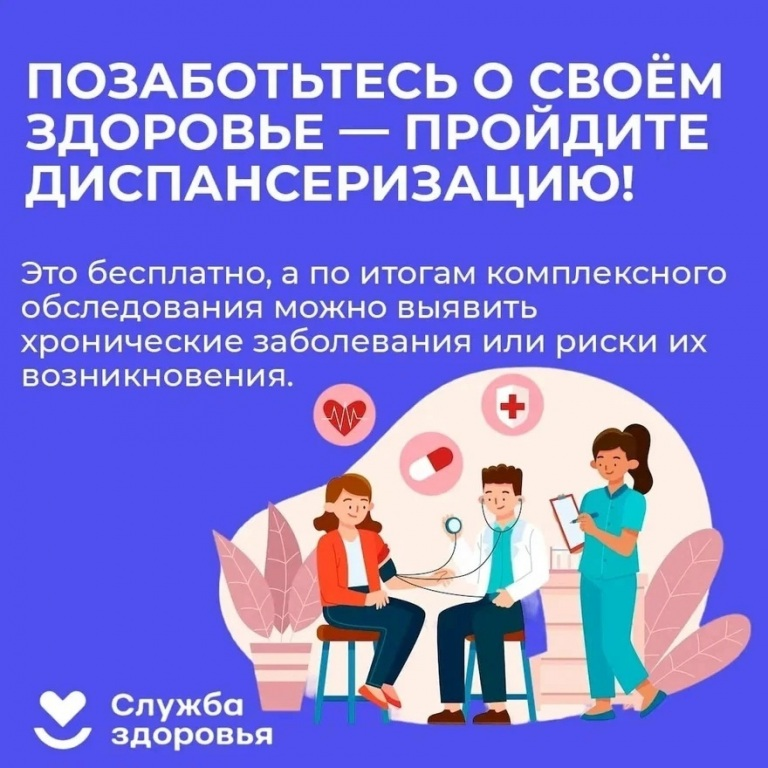 ПОЗАБОТЬТЕСЬ О СВОЁМ
ЗДОРОВЬЕ — ПРОЙДИТЕ
ДИСПАНСЕРИЗАЦИЮ!
Это бесплатно, а по итогам комплексного
обследования можно выявить
хронические заболевания или риски их
возникновения.
Служба
здоровья